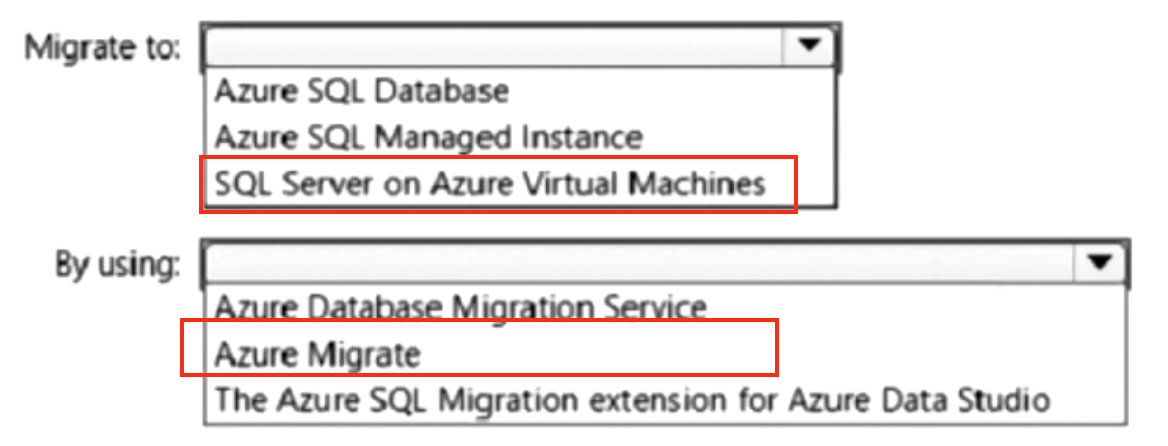 Migrate to:
Azure SQL Database
Azure SQL Managed Instance
SQL Server on Azure Virtual Machines
By using:
Azure Database Migration Service
Azure Migrate
The Azure SQL Migration extension for Azure Data Studio